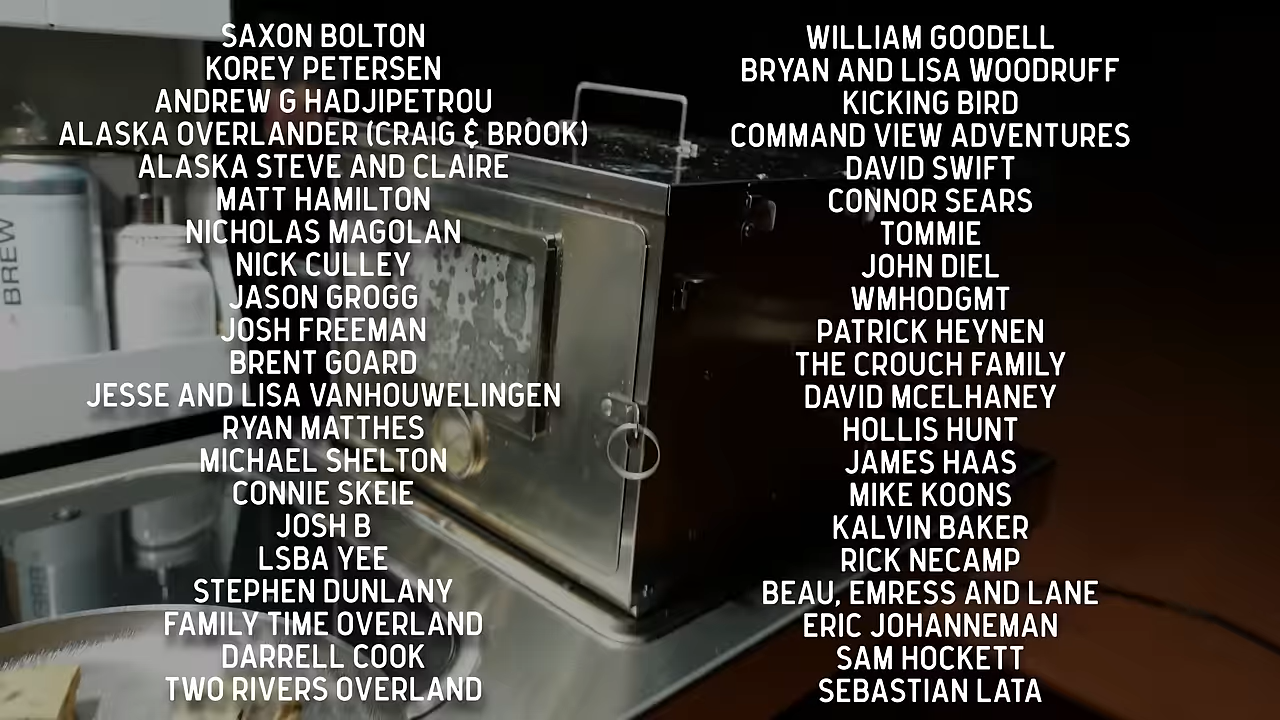 SAXON BOLTON
KOREY PETERSEN
ANDREW G HADJIPETROU
ALASKA OVERLANDER (CRAIG & BROOK)
ALASKA STEVE AND CLAIRE
MATT HAMILTON
NICHOLAS MAGOLAN
NICK CULLEY
JASON GROGG
JOSH FREEMAN
BRENT GOARD
JESSE AND LISA VANHOUWELINGEN
RYAN MATTHES
MICHAEL SHELTON
CONNIE SKEIE
JOSH B
LSBA YEE
STEPHEN DUNLANY
FAMILY TIME OVERLAND
DARRELL COOK
TWO RIVERS OVERLAND
WILLIAM GOODELL
BRYAN AND LISA WOODRUFF
KICKING BIRD
COMMAND VIEW ADVENTURES
DAVID SWIFT
CONNOR SEARS
TOMMIE
JOHN DIEL
WMHODGMT
PATRICK HEYNEN
THE CROUCH FAMILY
DAVID MCELHANEY
HOLLIS HUNT
JAMES HAAS
MIKE KOONS
KALVIN BAKER
RICK NECAMP
BEAU, EMRESS AND LANE
ERIC JOHANNEMAN
SAM HOCKETT
SEBASTIAN LATA
BREW